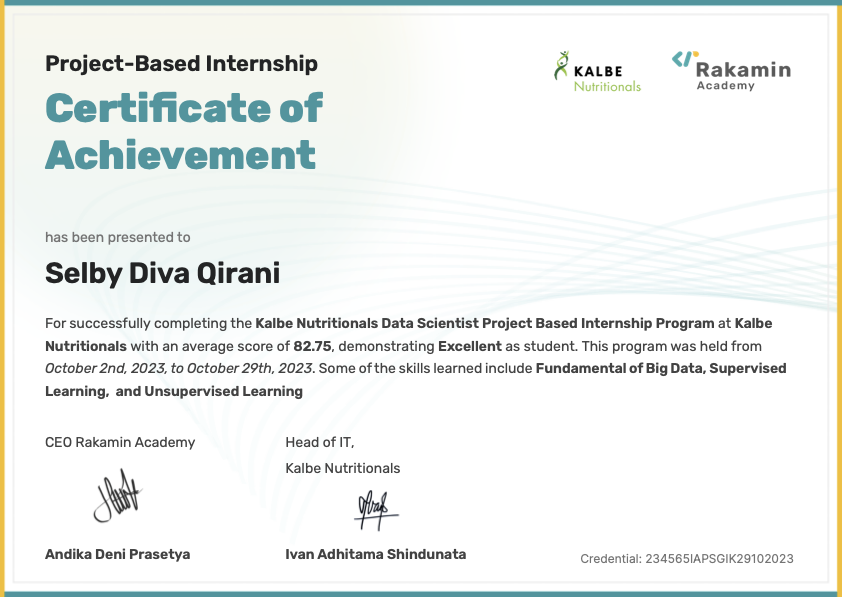 Project-Based Internship
KALBE
Nutritionals
Rakamin
Academy
Certificate of
Achievement
has been presented to
Selby Diva Qirani
For successfully completing the Kalbe Nutritionals Data Scientist Project Based Internship Program at Kalbe
Nutritionals with an average score of 82.75, demonstrating Excellent as student. This program was held from
October 2nd, 2023, to October 29th, 2023. Some of the skills learned include Fundamental of Big Data, Supervised
Learning, and Unsupervised Learning
CEO Rakamin Academy
Head of IT,
Kalbe Nutritionals
Andika Deni Prasetya
Ivan Adhitama Shindunata
Credential: 234565IAPSGIK29102023